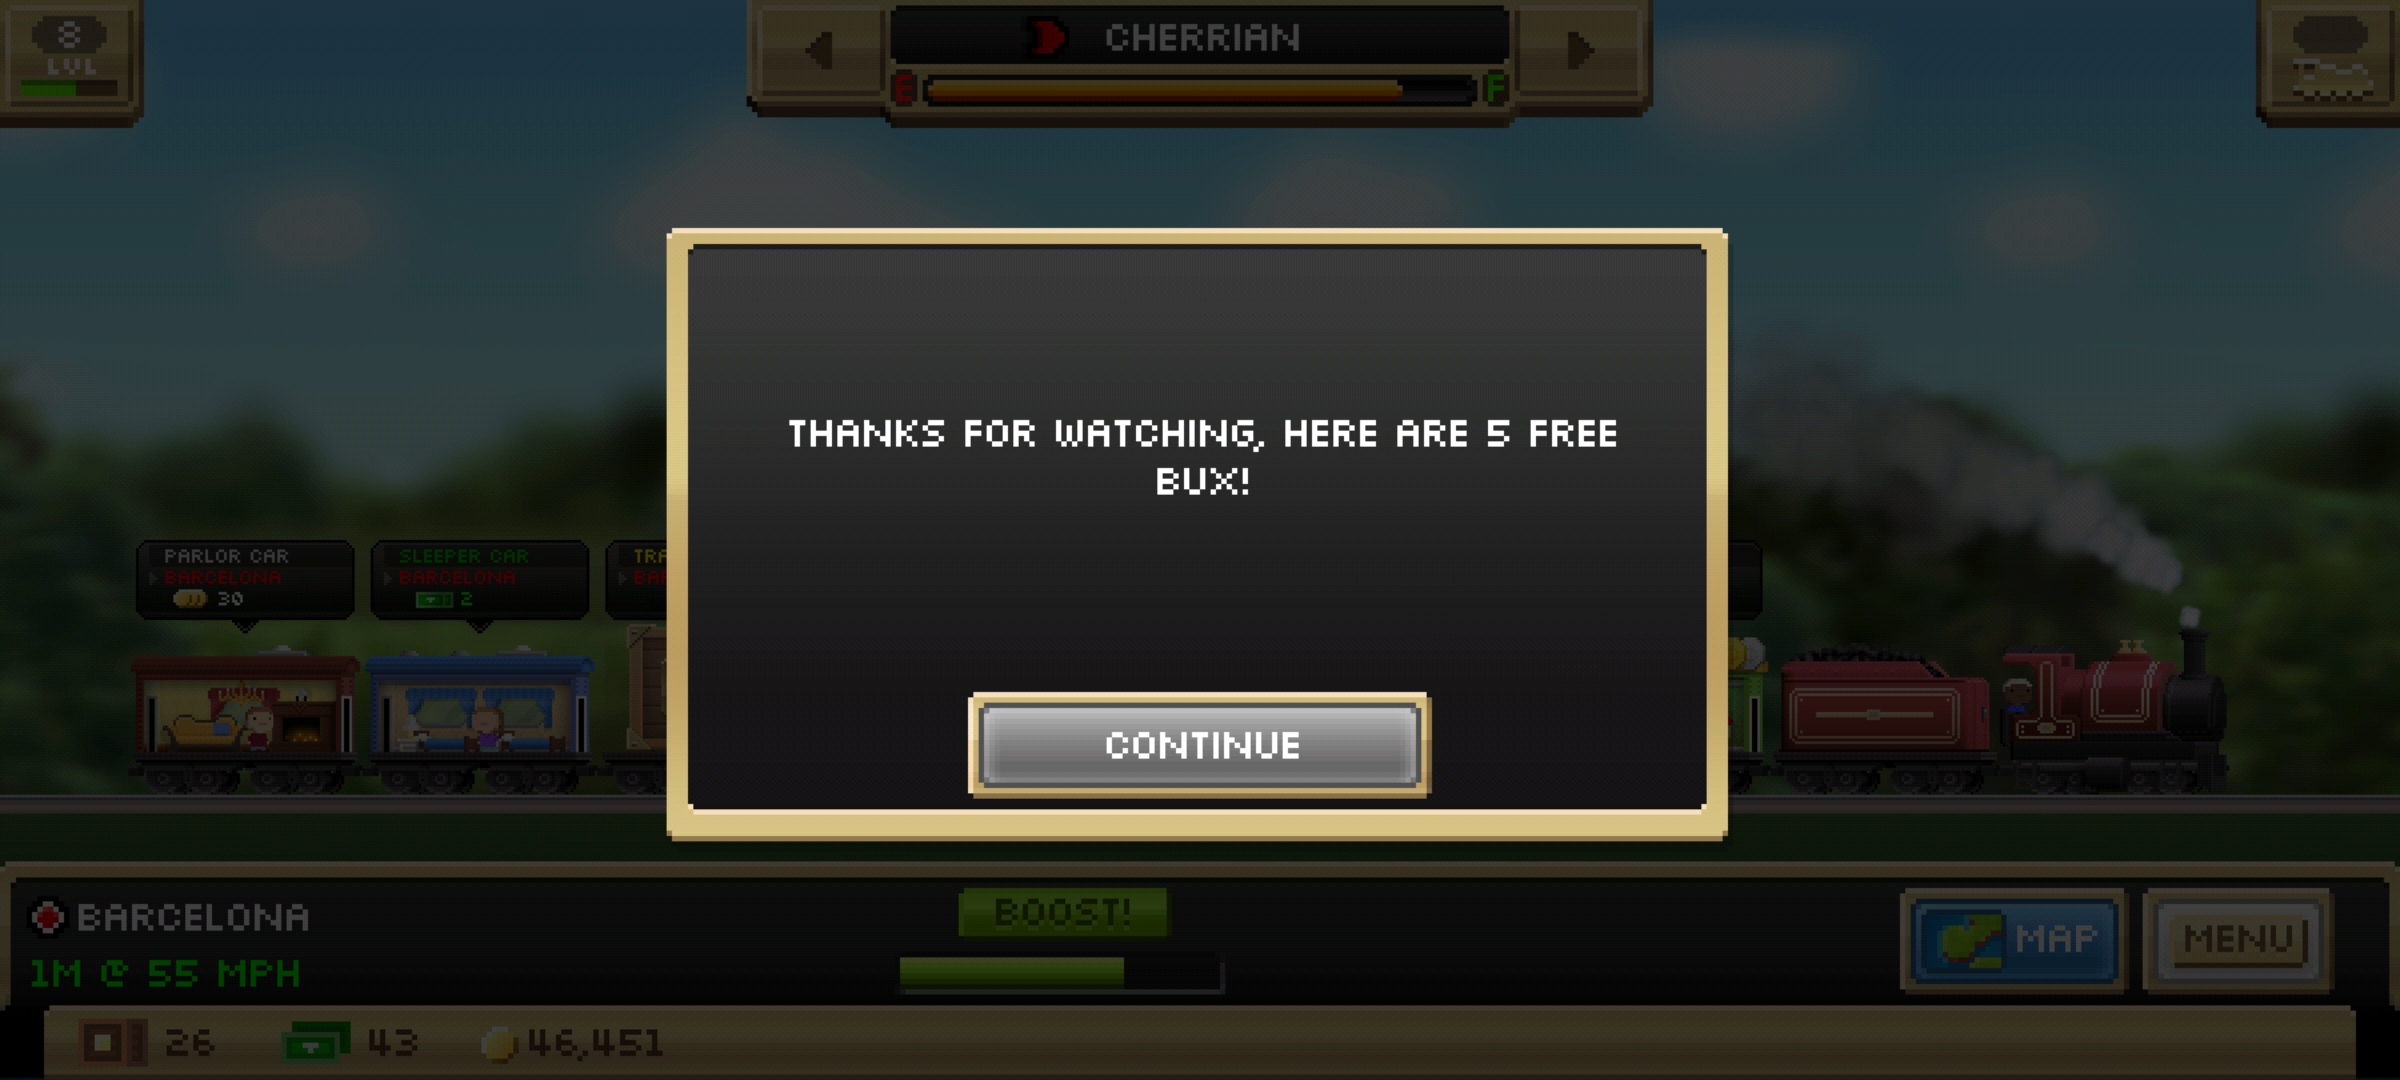 8
LVL
CHERRIAN
E F
THANKS FOR WATCHING, HERE ARE 5 FREE
BUX!
CONTINUE
PARLOR CAR
BARCELONA
30
SLEEPER CAR
BARCELONA
2
BARCELONA
1M @ 55 MPH
BOOST!
MAP
MENU
26
43
46,451